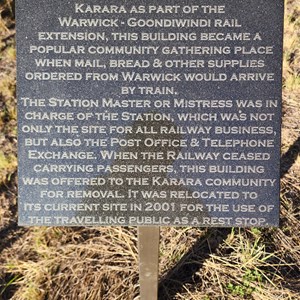 Karara as part of the
Warwick - Goondiwindi rail
extension, this building became a
popular community gathering place
when mail, bread & other supplies
ordered from Warwick would arrive
by train.
The Station Master or Mistress was in
charge of the Station, which was not
only the site for all railway business,
but also the Post Office & Telephone
Exchange. When the Railway ceased
carrying passengers, this building
was offered to the Karara community
for removal. It was relocated to
its current site in 2001 for the use of
the travelling public as a rest stop.